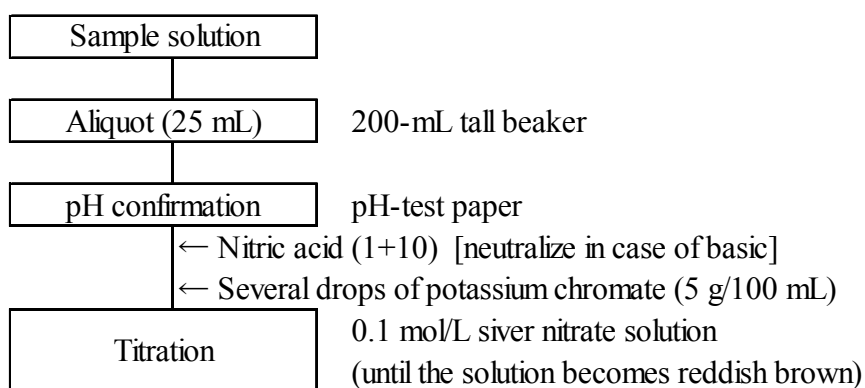 Sample solution
Aliquot (25 mL) 200-mL tall beaker
pH confirmation pH-test paper
← Nitric acid (1+10) [neutralize in case of basic]
← Several drops of potassium chromate (5 g/100 mL)
Titration 0.1 mol/L siver nitrate solution
(until the solution becomes reddish brown)